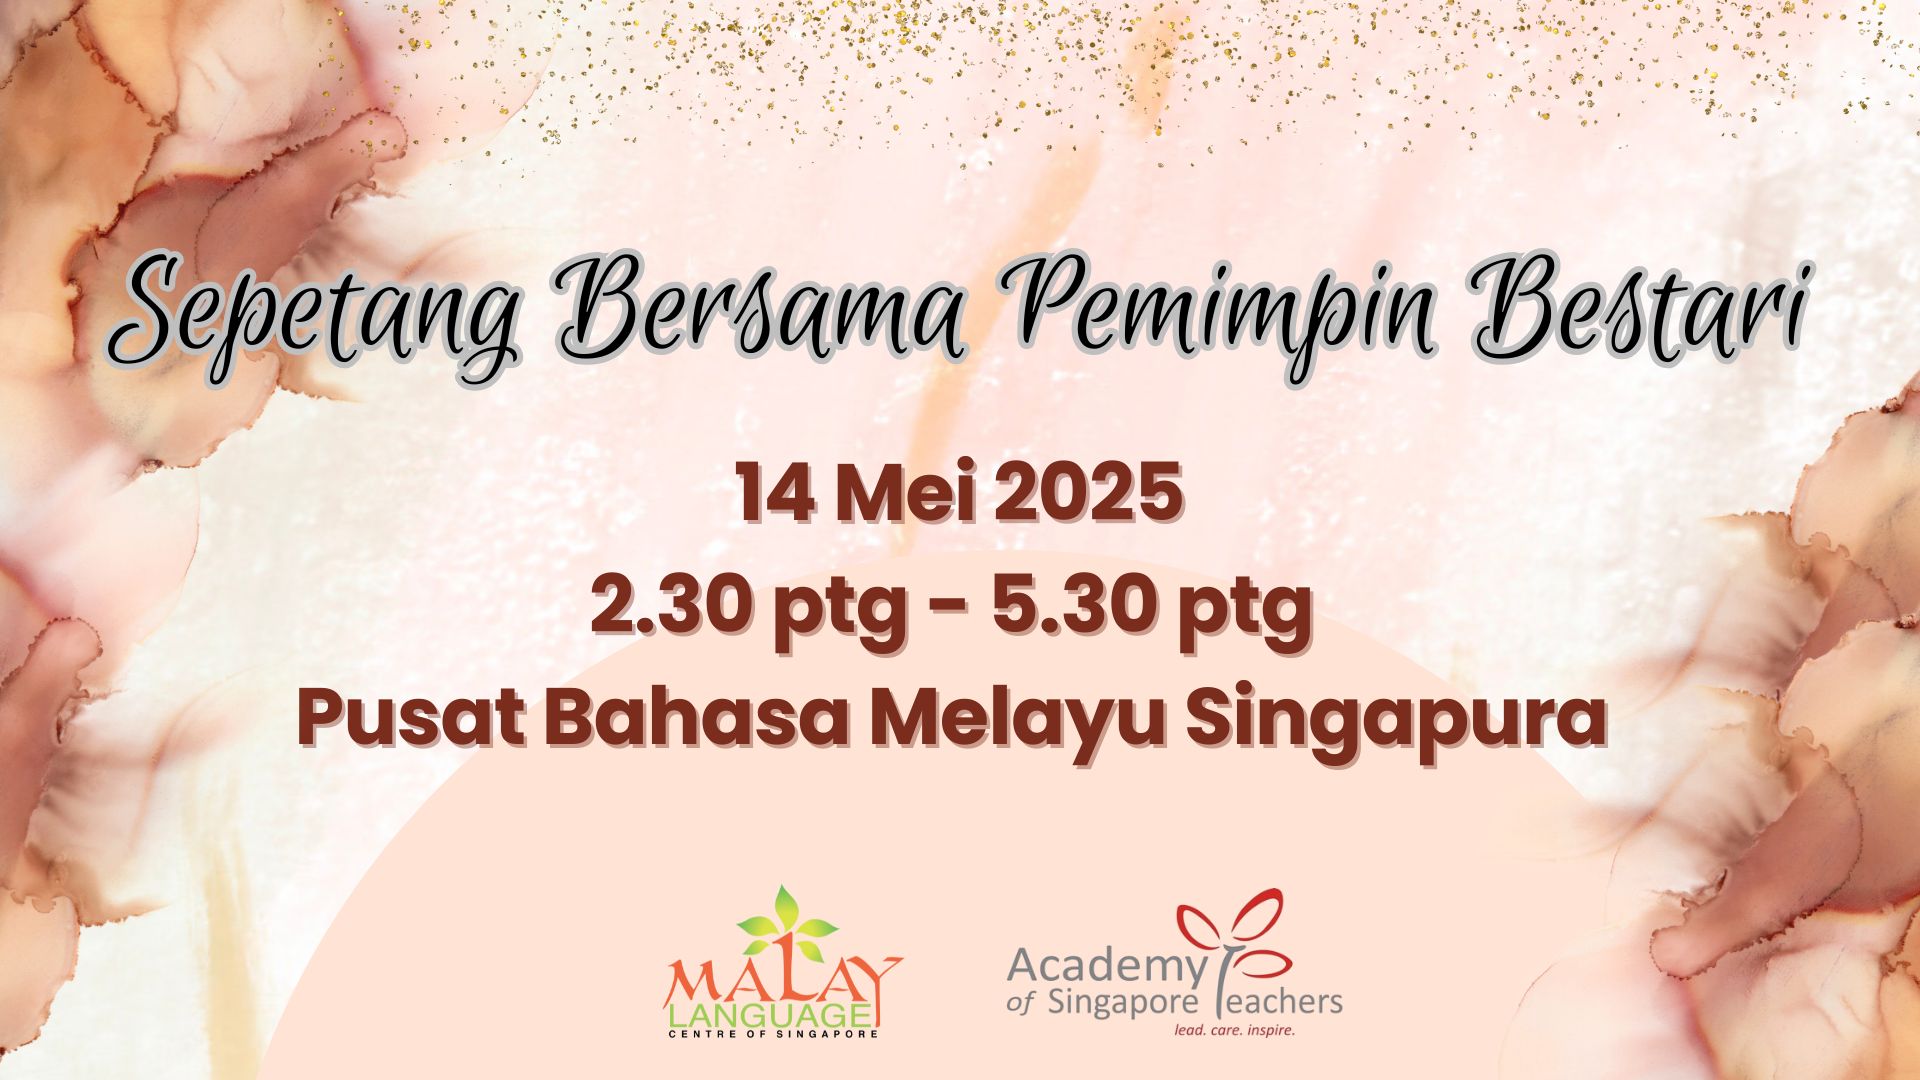 Sepetang Bersama Pemimpin Bestari
14 Mei 2025
2.30 ptg - 5.30 ptg
Pusat Bahasa Melayu Singapura
MALAY
LANGUAGE
CENTRE OF SINGAPORE
Academy
of Singapore Teachers
lead. care. inspire.